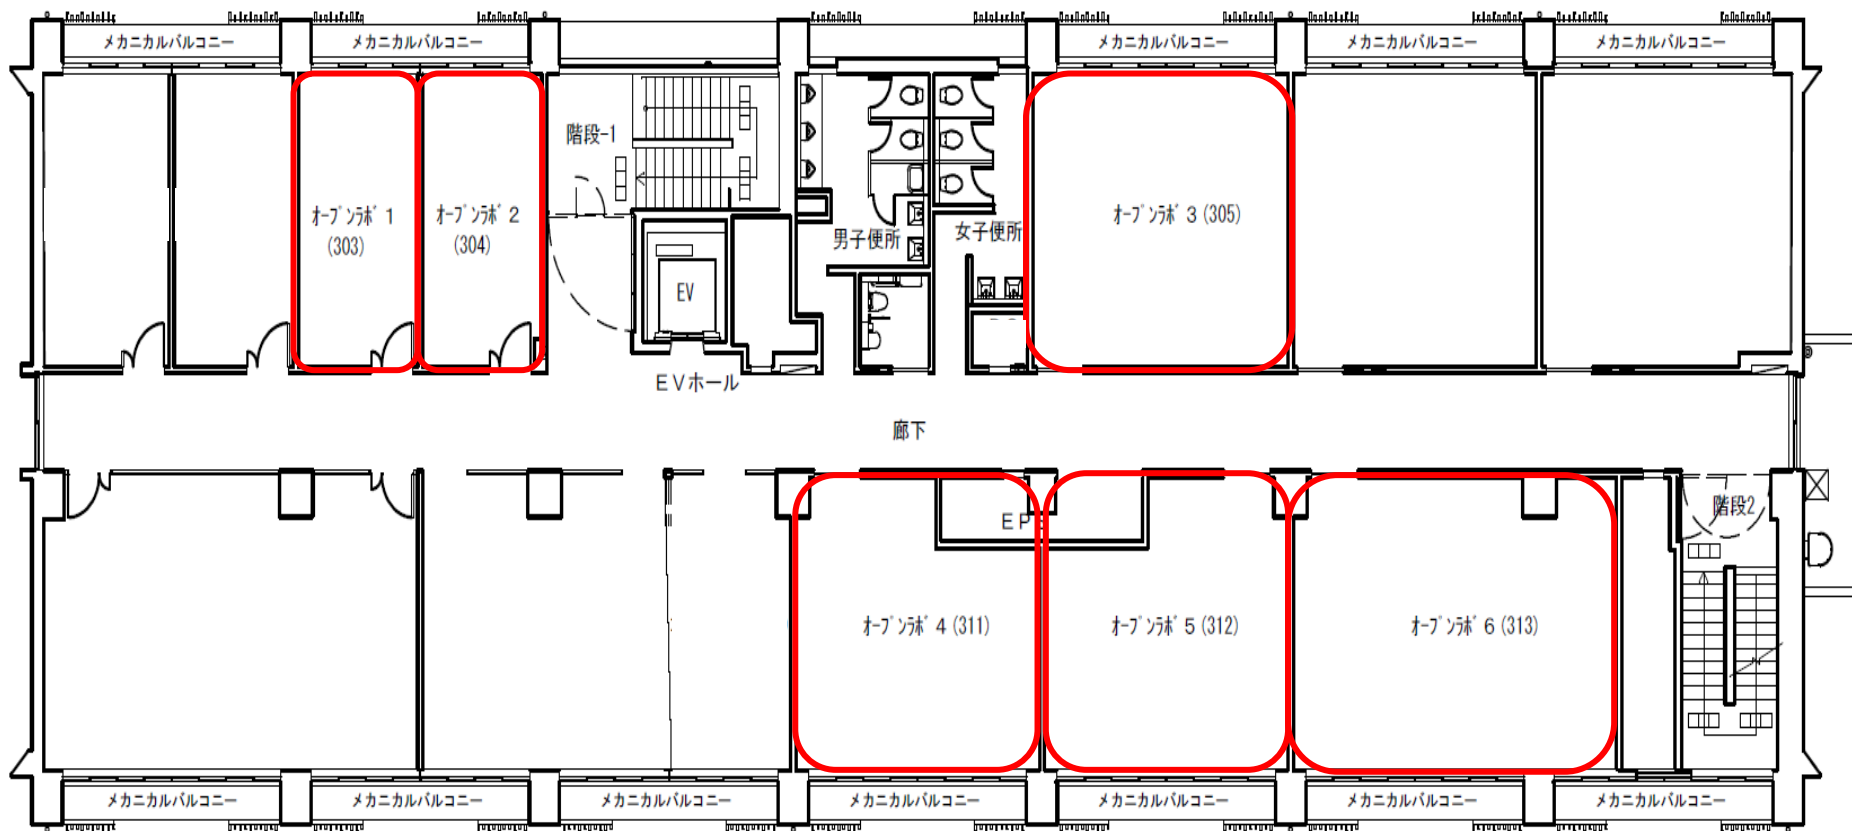 メカニカルバルコニー
メカニカルバルコニー
メカニカルバルコニー
メカニカルバルコニー
メカニカルバルコニー
階段-1
オープンラボ 1
(303)
オープンラボ 2
(304)
オープンラボ 3 (305)
男子便所
女子便所
EV
EVホール
廊下
階段2
EPS
オープンラボ 4 (311)
オープンラボ 5 (312)
オープンラボ 6 (313)
メカニカルバルコニー
メカニカルバルコニー
メカニカルバルコニー
メカニカルバルコニー
メカニカルバルコニー
メカニカルバルコニー
メカニカルバルコニー